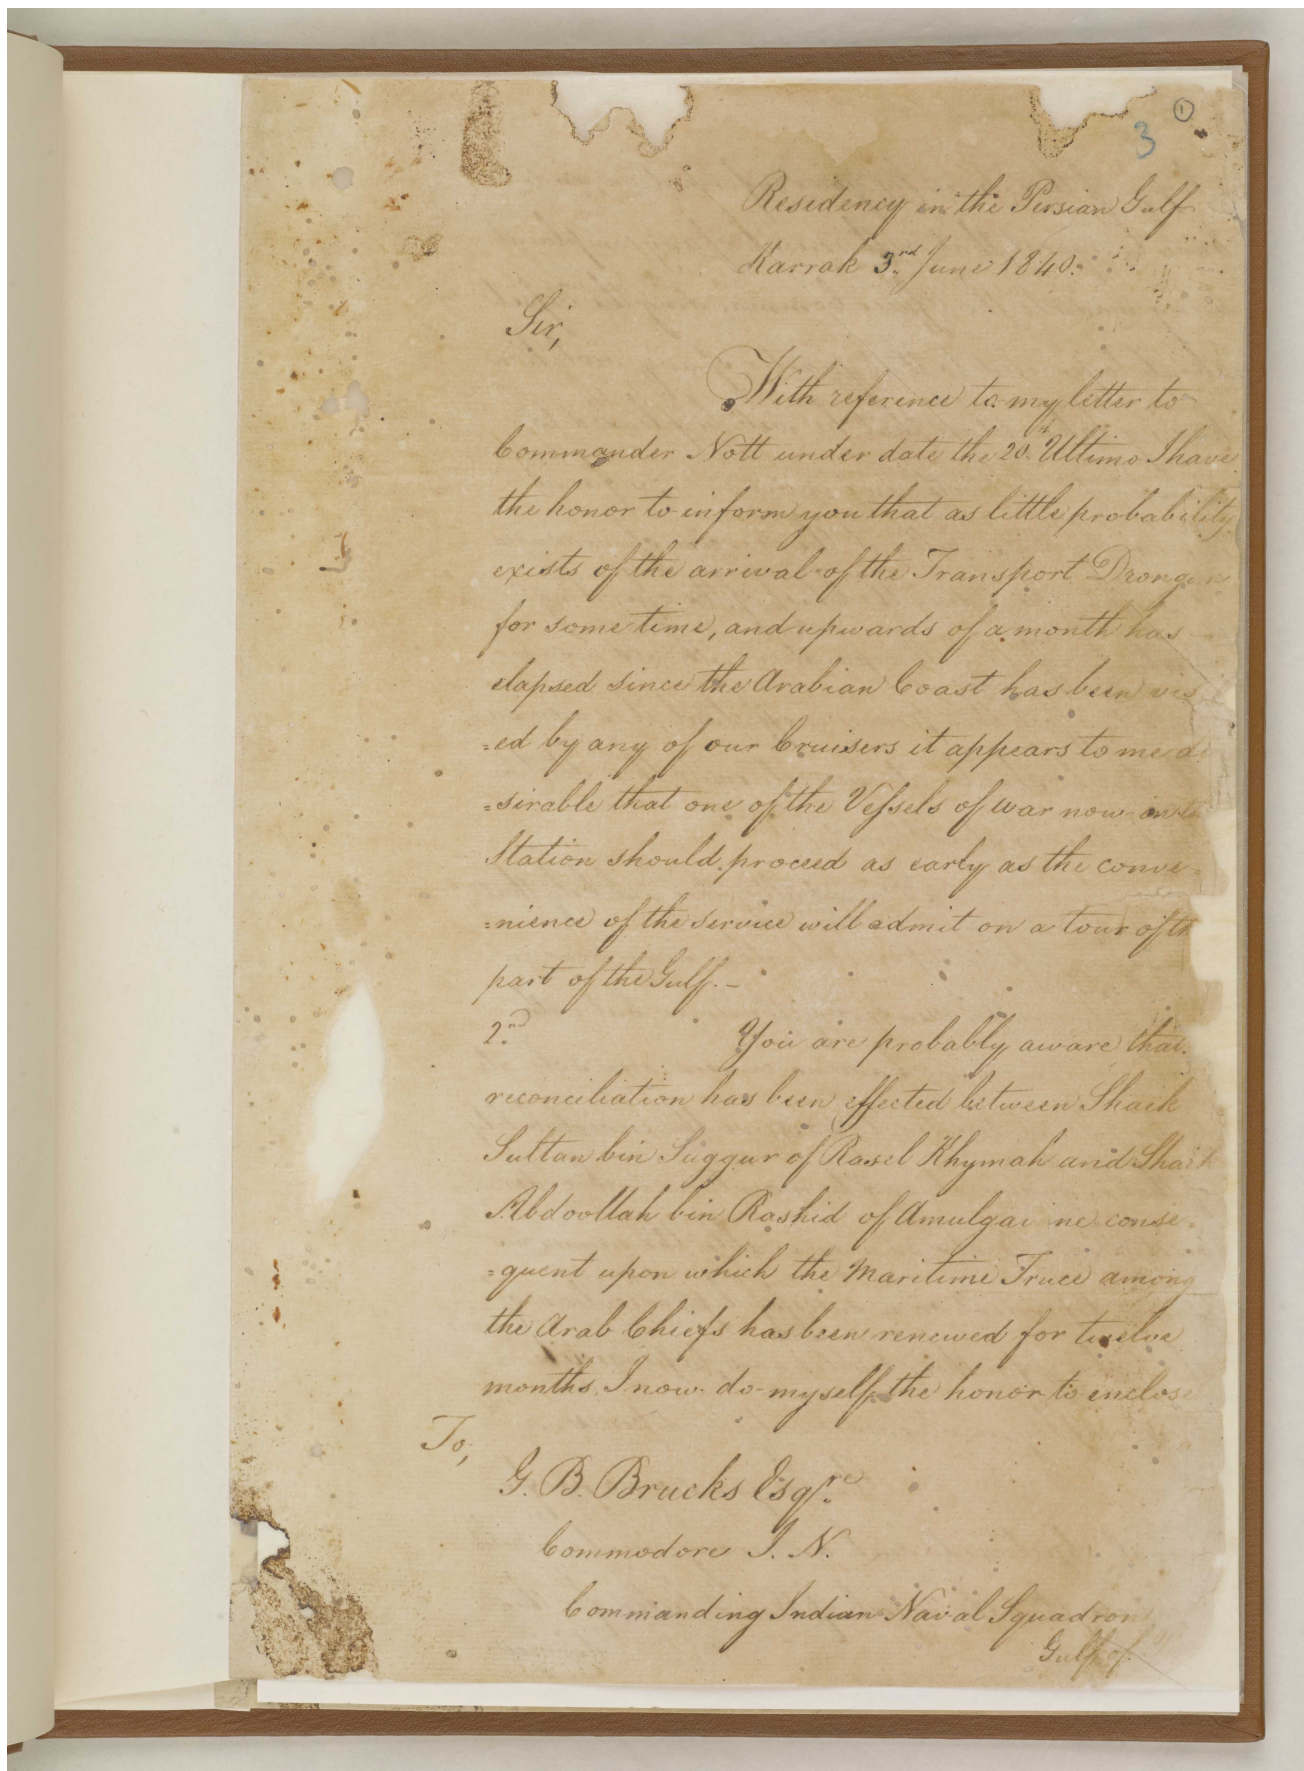 1
3
Residency in the Persian Gulf
Karrak 3rd June 1840.
Sir,
With reference to my letter to
Commander Nott under date the 20th Ultimo I have
the honor to inform you that as little probability
exists of the arrival of the Transport
for some time, and upwards of a month has
elapsed since the Arabian Coast has been vis
=ed by any of our Cruisers it appears to me de
=sirable that one of the Vessels of war now on
Station should proceed as early as the conve=
=nience of the service will admit on a tour of th
part of the Gulf. _
2nd You are probably aware that
reconciliation has been effected between Shaik
Sultan bin Suggur of Rasel Khymah and Shaik
Abdoollah bin Rashid of Amulgavine conse=
=quent upon which the Maritime Truce among
the Arab Chiefs has been renewed for twelve
months. I now do myself the honor to enclose
To,
G. B. Brucks Esqre.
Commodore I. N.
Commanding Indian Naval Squadron
Gulf of